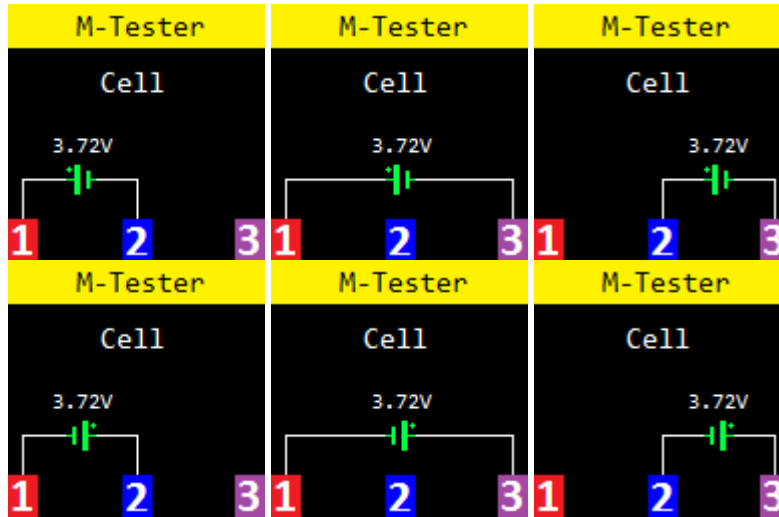 M-Tester M-Tester M-Tester
Cell Cell Cell
3.72V 3.72V 3.72V
+ + +
1 2 3 1 2 3 1 2 3
M-Tester M-Tester M-Tester
Cell Cell Cell
3.72V 3.72V 3.72V
+ + +
1 2 3 1 2 3 1 2 3